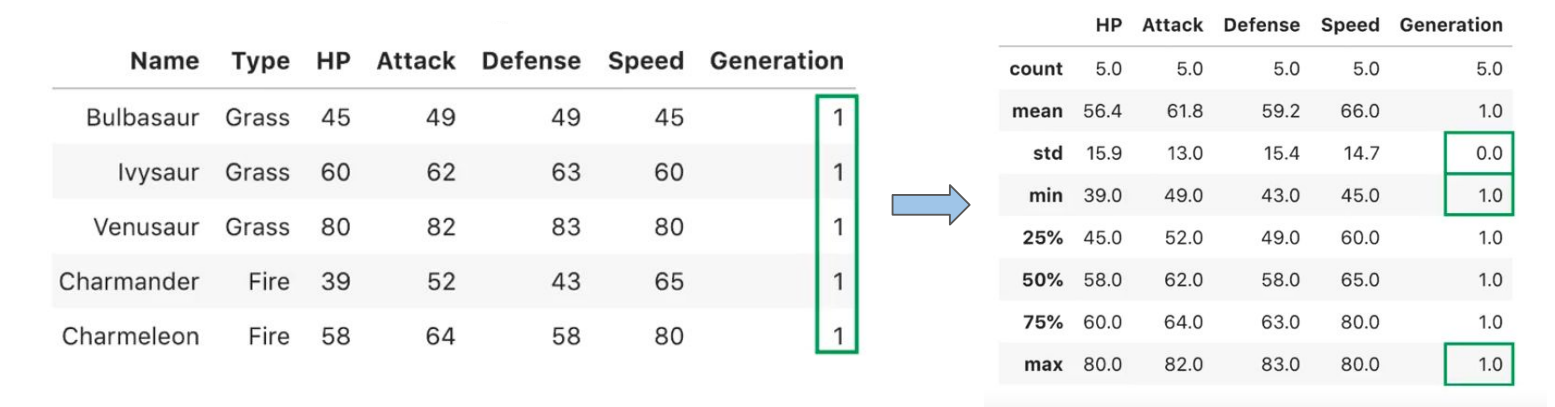 Name Type HP Attack Defense Speed Generation
Bulbasaur Grass 45 49 49 45 1
Ivysaur Grass 60 62 63 60 1
Venusaur Grass 80 82 83 80 1
Charmander Fire 39 52 43 65 1
Charmeleon Fire 58 64 58 80 1
HP Attack Defense Speed Generation
count 5.0 5.0 5.0 5.0 5.0
mean 56.4 61.8 59.2 66.0 1.0
std 15.9 13.0 15.4 14.7 0.0
min 39.0 49.0 43.0 45.0 1.0
25% 45.0 52.0 49.0 60.0 1.0
50% 58.0 62.0 58.0 65.0 1.0
75% 60.0 64.0 63.0 80.0 1.0
max 80.0 82.0 83.0 80.0 1.0